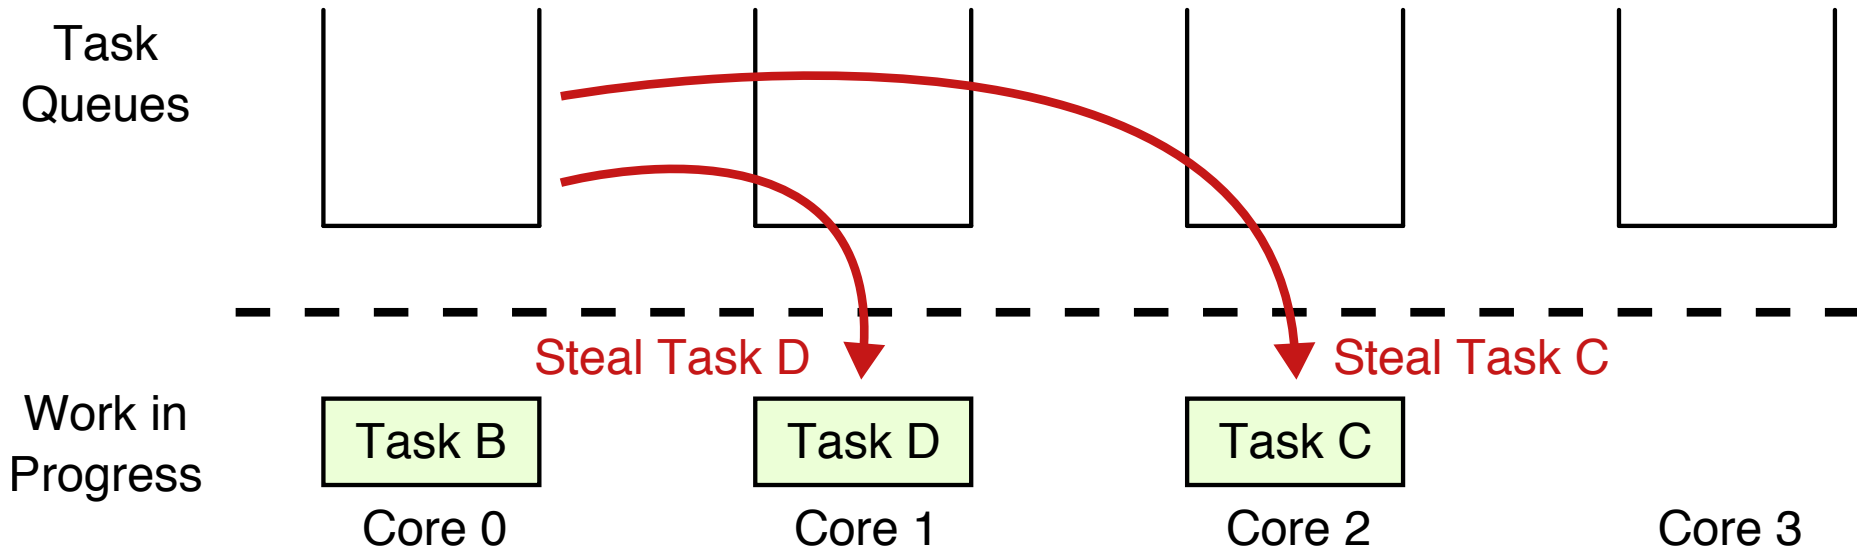 Task
Queues
Steal Task D
Steal Task C
Work in
Progress
Task B
Task D
Task C
Core 0
Core 1
Core 2
Core 3